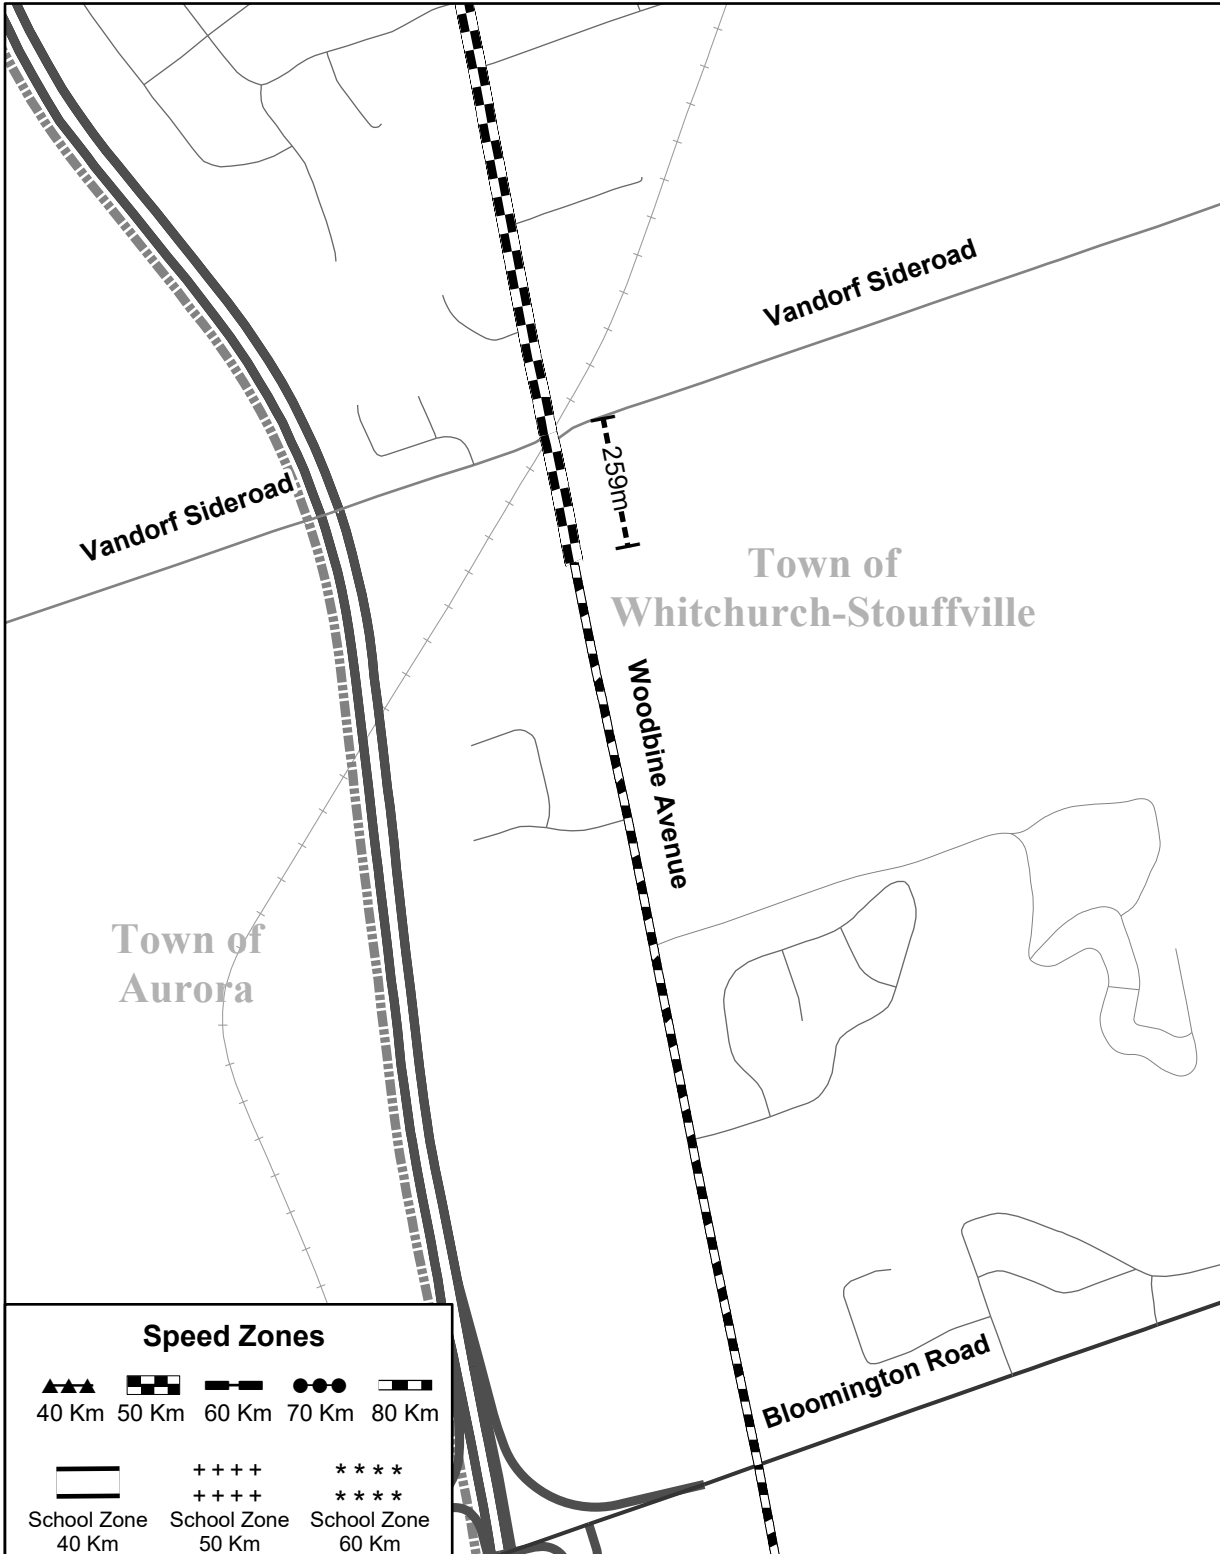 Vandorf Sideroad
Vandorf Sideroad
259m
Town of
Whitchurch-Stouffville
Woodbine Avenue
Town of
Aurora
Bloomington Road
Speed Zones
40 Km 50 Km 60 Km 70 Km 80 Km
School Zone School Zone School Zone
40 Km 50 Km 60 Km